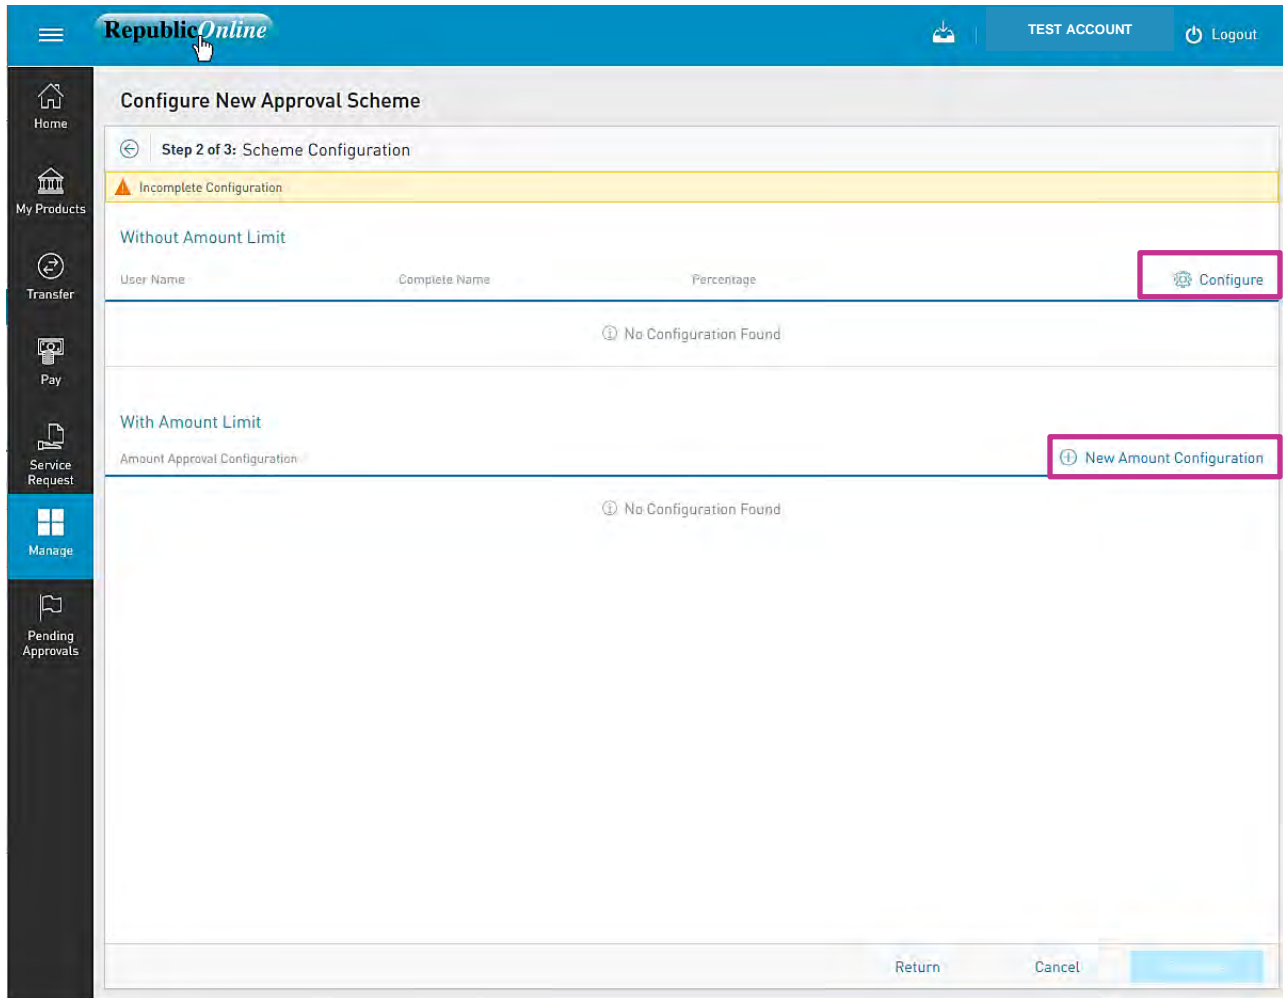 RepublicOnline
TEST ACCOUNT
Logout
Home
My Products
Transfer
Pay
Service
Request
Manage
Pending
Approvals
Configure New Approval Scheme
Step 2 of 3: Scheme Configuration
Incomplete Configuration
Without Amount Limit
User Name Complete Name Percentage Configure
No Configuration Found
With Amount Limit
Amount Approval Configuration New Amount Configuration
No Configuration Found
Return Cancel